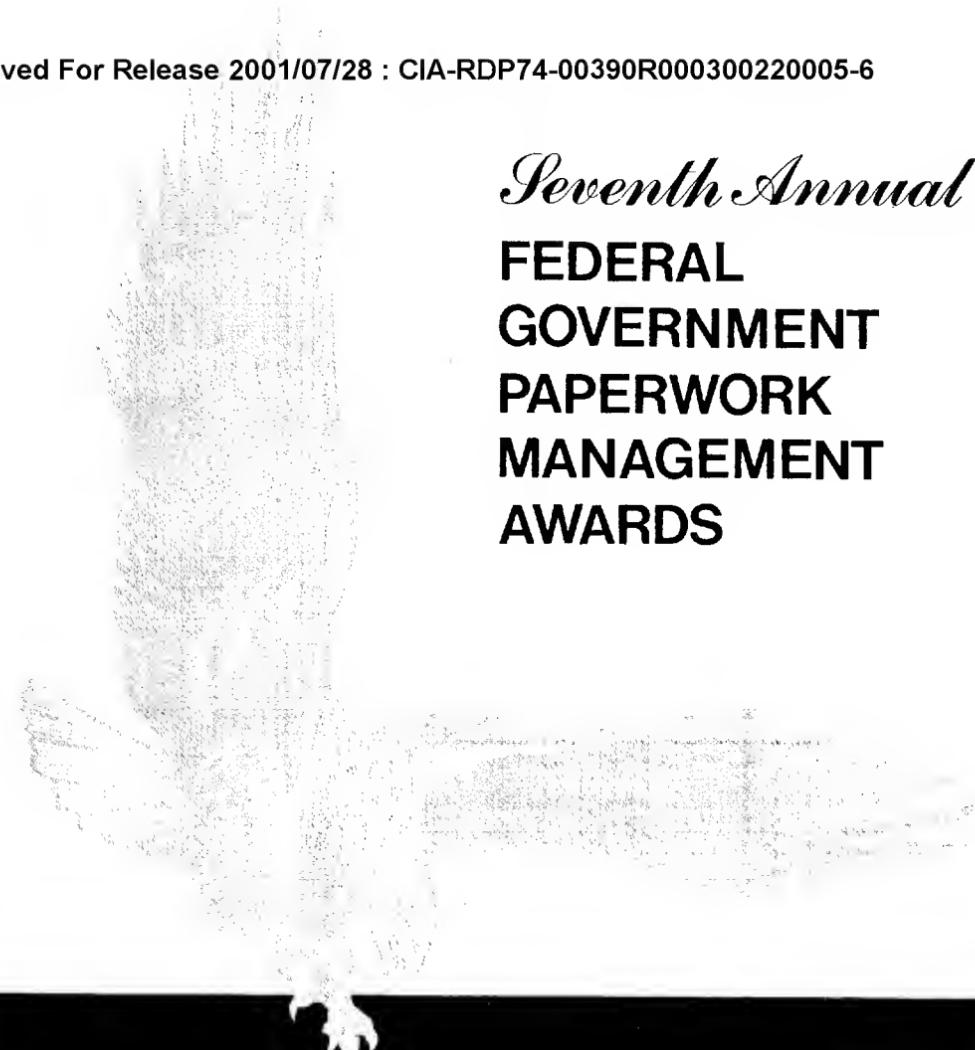 ved For Release 2001/07/28 : CIA-RDP74-00390R000300220005-6
Seventh Annual
FEDERAL
GOVERNMENT
PAPERWORK
MANAGEMENT
AWARDS